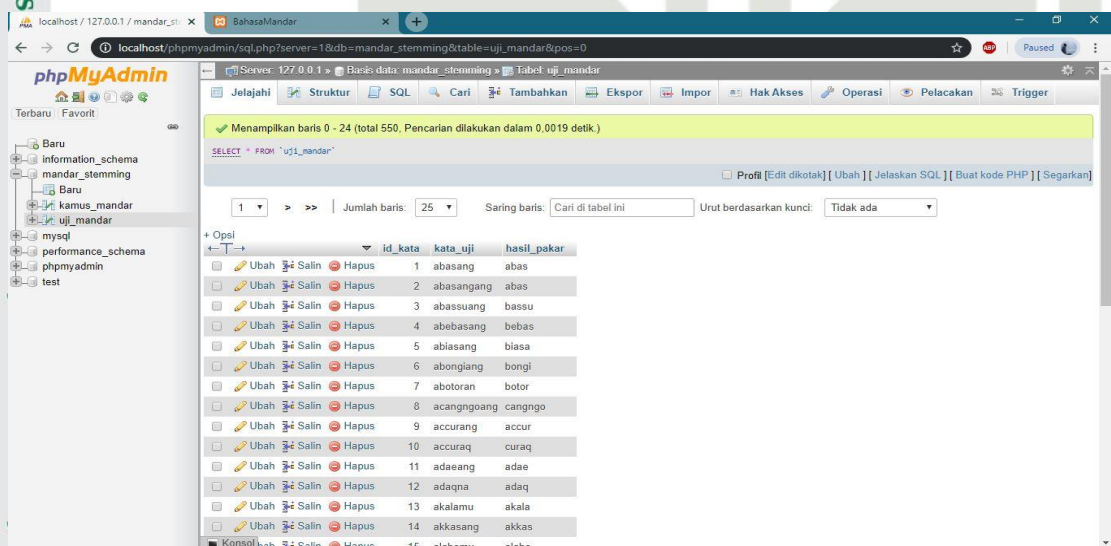 localhost / 127.0.0.1 / mandar_st
BahasaMandar
localhost/phpmyadmin/sql.php?server=1&db=mandar_stemming&table=uji_mandar&pos=0
ABP
Paused
phpMyAdmin
Terbaru Favorit
Baru
information_schema
mandar_stemming
Baru
kamus_mandar
uji_mandar
mysql
performance_schema
phpmyadmin
test
Server: 127.0.0.1 » Basis data: mandar_stemming » Tabel: uji_mandar
Jelajahi Struktur SQL Cari Tambahkan Ekspor Impor Hak Akses Operasi Pelacakan Trigger
Menampilkan baris 0 - 24 (total 550, Pencarian dilakukan dalam 0,0019 detik.)
SELECT * FROM `uji_mandar`
Profil [Edit dikotak] [ Ubah ] [ Jelaskan SQL ] [ Buat kode PHP ] [ Segarkan]
1 > >> | Jumlah baris: 25 Saring baris: Cari di tabel ini Urut berdasarkan kunci: Tidak ada
+ Opsi
←T→ id_kata kata_uji hasil_pakar
Ubah Salin Hapus 1 abasang abas
Ubah Salin Hapus 2 abasangang abas
Ubah Salin Hapus 3 abassuang bassu
Ubah Salin Hapus 4 abebasang bebas
Ubah Salin Hapus 5 abiasang biasa
Ubah Salin Hapus 6 abongiang bongi
Ubah Salin Hapus 7 abotoran botor
Ubah Salin Hapus 8 acangngoang cangngo
Ubah Salin Hapus 9 accurang accur
Ubah Salin Hapus 10 accuraq curaq
Ubah Salin Hapus 11 adaeang adae
Ubah Salin Hapus 12 adaqna adaq
Ubah Salin Hapus 13 akalamu akala
Ubah Salin Hapus 14 akkasang akkas
Konsol